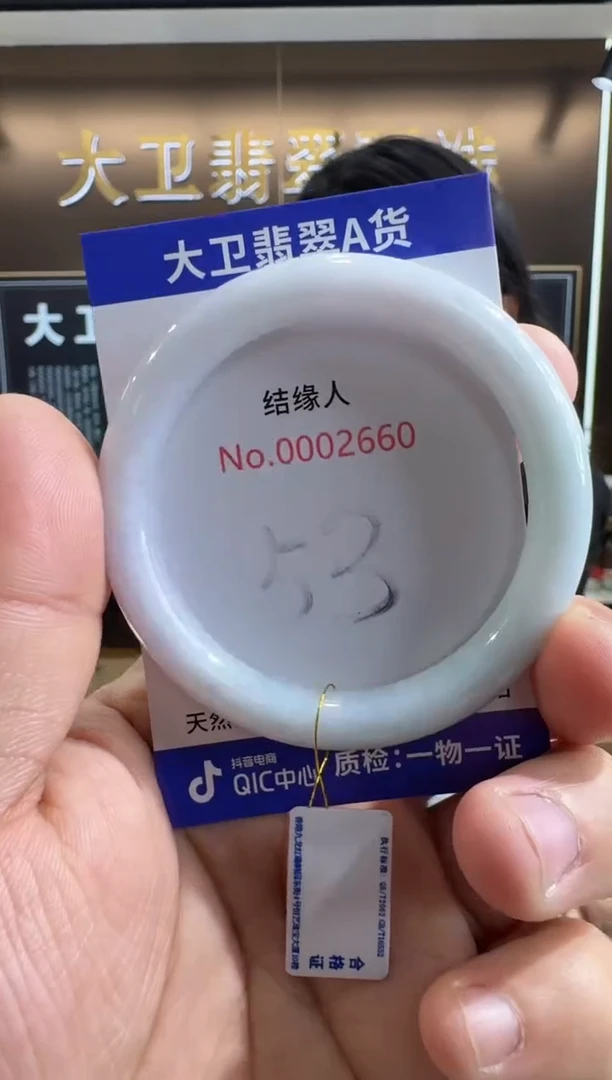 大卫翡翠
大卫翡翠A货
大卫
结缘人
No.0002660
53
天然
抖音电商
QIC中心
质检:一物一证
合格证